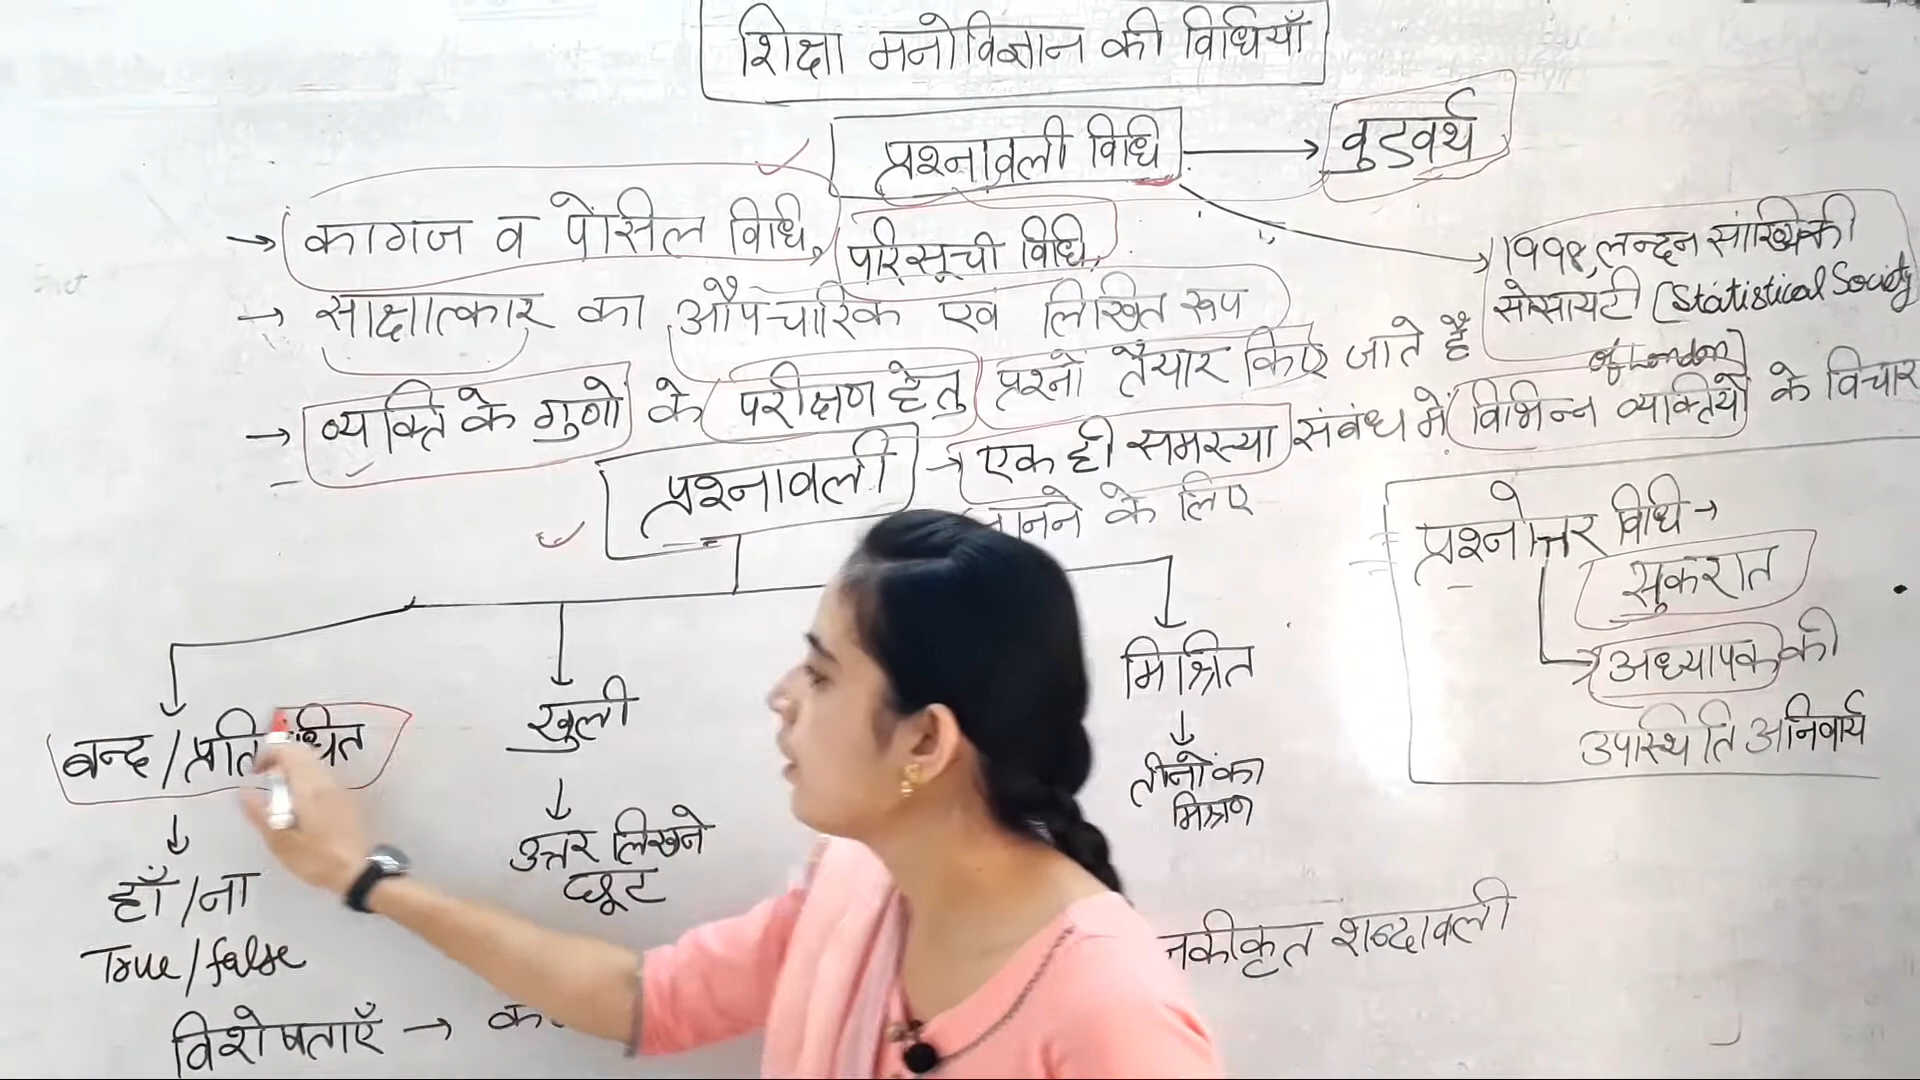 शिक्षा मनोविज्ञान की विधियाँ
प्रश्नावली विधि → वुडवर्थ
→ कागज व पेंसिल विधि, परिसूची विधि,
लन्दन सांख्यिकी
सोसायटी (Statistical Society
of London)
→ साक्षात्कार का औपचारिक एवं लिखित रूप
→ व्यक्ति के गुणों के परीक्षण हेतु प्रश्नों तैयार किए जाते हैं
प्रश्नावली → एक ही समस्या संबंध में विभिन्न व्यक्तियों के विचार
जानने के लिए
प्रश्नोत्तर विधि →
सुकरात
→ अध्यापक की
उपस्थिति अनिवार्य
बन्द / प्रति
↓
हाँ / ना
True / false
खुली
↓
उत्तर लिखने
छूट
मिश्रित
↓
तीनों का
मिश्रण
शब्दावली
विशेषताएँ →